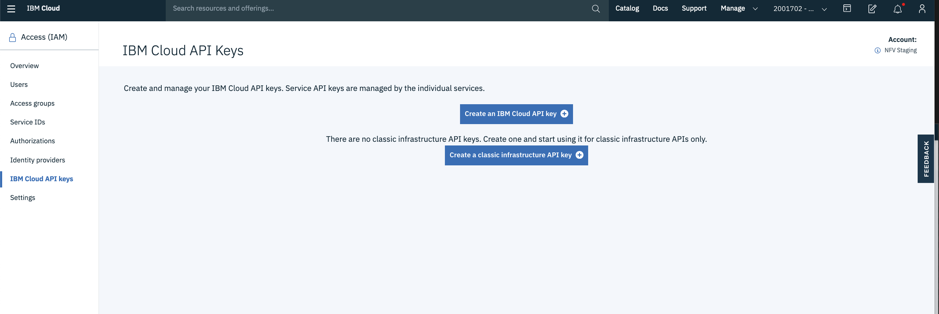 IBM Cloud
Search resources and offerings...
Catalog
Docs
Support
Manage
2001702 - ...
Access (IAM)
Overview
Users
Access groups
Service IDs
Authorizations
Identity providers
IBM Cloud API keys
Settings
IBM Cloud API Keys
Account:
NFV Staging
Create and manage your IBM Cloud API keys. Service API keys are managed by the individual services.
Create an IBM Cloud API key
There are no classic infrastructure API keys. Create one and start using it for classic infrastructure APIs only.
Create a classic infrastructure API key
FEEDBACK